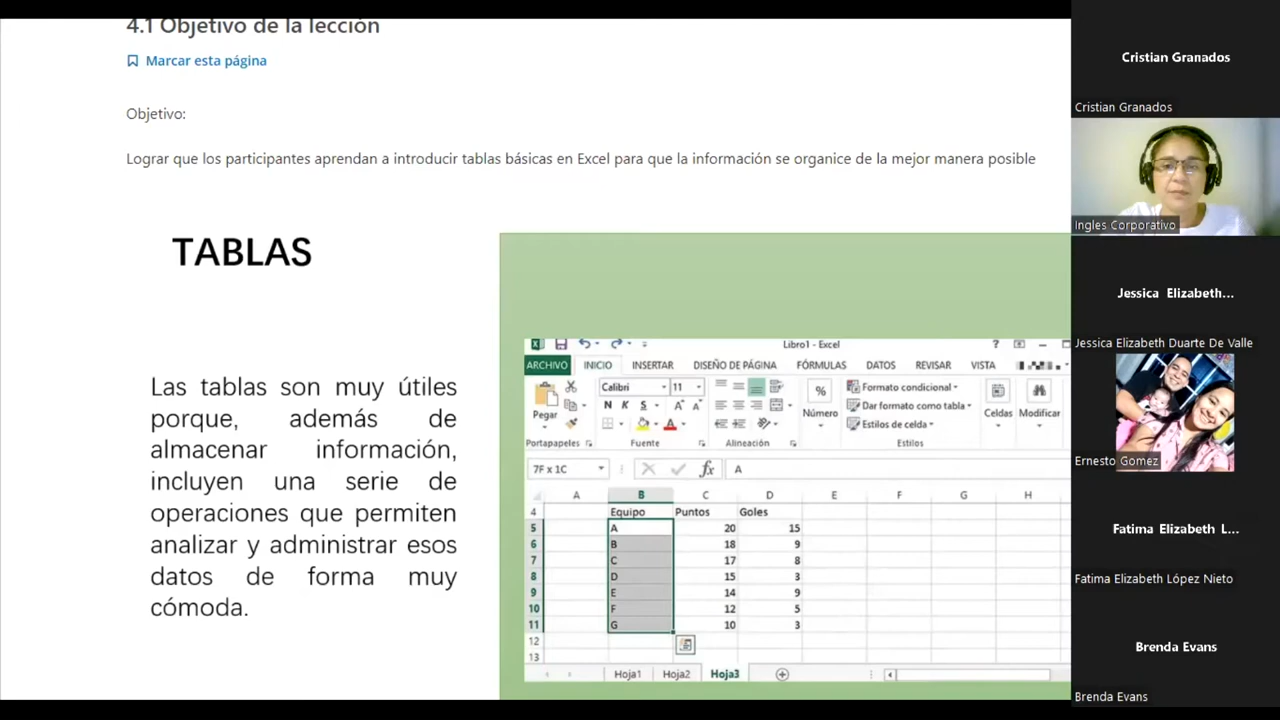 4.1 Objetivo de la lección
Marcar esta página
Objetivo:
Lograr que los participantes aprendan a introducir tablas básicas en Excel para que la información se organice de la mejor manera posible
TABLAS
Las tablas son muy útiles
porque, además de
almacenar información,
incluyen una serie de
operaciones que permiten
analizar y administrar esos
datos de forma muy
cómoda.
Libro1 - Excel
ARCHIVO INICIO INSERTAR DISEÑO DE PÁGINA FÓRMULAS DATOS REVISAR VISTA
Pegar
Calibri 11
N K S
%
Número
Formato condicional
Dar formato como tabla
Estilos de celda
Celdas
Modificar
Portapapeles Fuente Alineación Estilos
7F x 1C fx A
A B C D E F G H
4 Equipo Puntos Goles
5 A 20 15
6 B 18 9
7 C 17 8
8 D 15 3
9 E 14 9
10 F 12 5
11 G 10 3
12
13
Hoja1 Hoja2 Hoja3
Cristian Granados
Cristian Granados
Ingles Corporativo
Jessica Elizabeth...
Jessica Elizabeth Duarte De Valle
Ernesto Gomez
Fatima Elizabeth L...
Fatima Elizabeth López Nieto
Brenda Evans
Brenda Evans